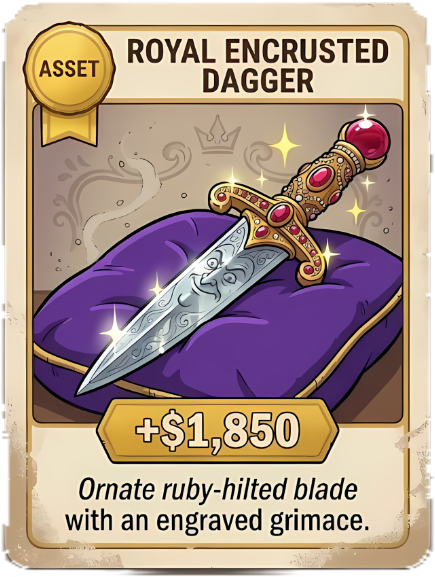 ASSET
ROYAL ENCRUSTED
DAGGER
+$1,850
Ornate ruby-hilted blade
with an engraved grimace.